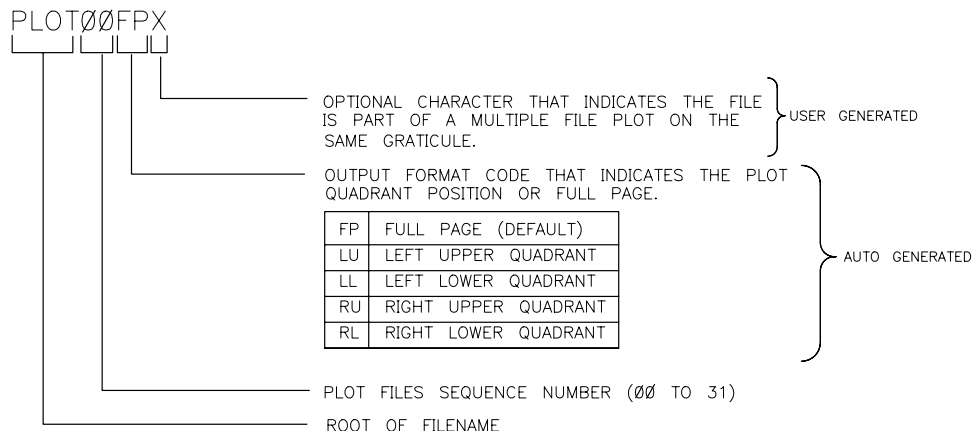 PLOTØØFPX
OPTIONAL CHARACTER THAT INDICATES THE FILE
IS PART OF A MULTIPLE FILE PLOT ON THE
SAME GRATICULE.
USER GENERATED
OUTPUT FORMAT CODE THAT INDICATES THE PLOT
QUADRANT POSITION OR FULL PAGE.
FP FULL PAGE (DEFAULT)
LU LEFT UPPER QUADRANT
LL LEFT LOWER QUADRANT
RU RIGHT UPPER QUADRANT
RL RIGHT LOWER QUADRANT
AUTO GENERATED
PLOT FILES SEQUENCE NUMBER (ØØ TO 31)
ROOT OF FILENAME